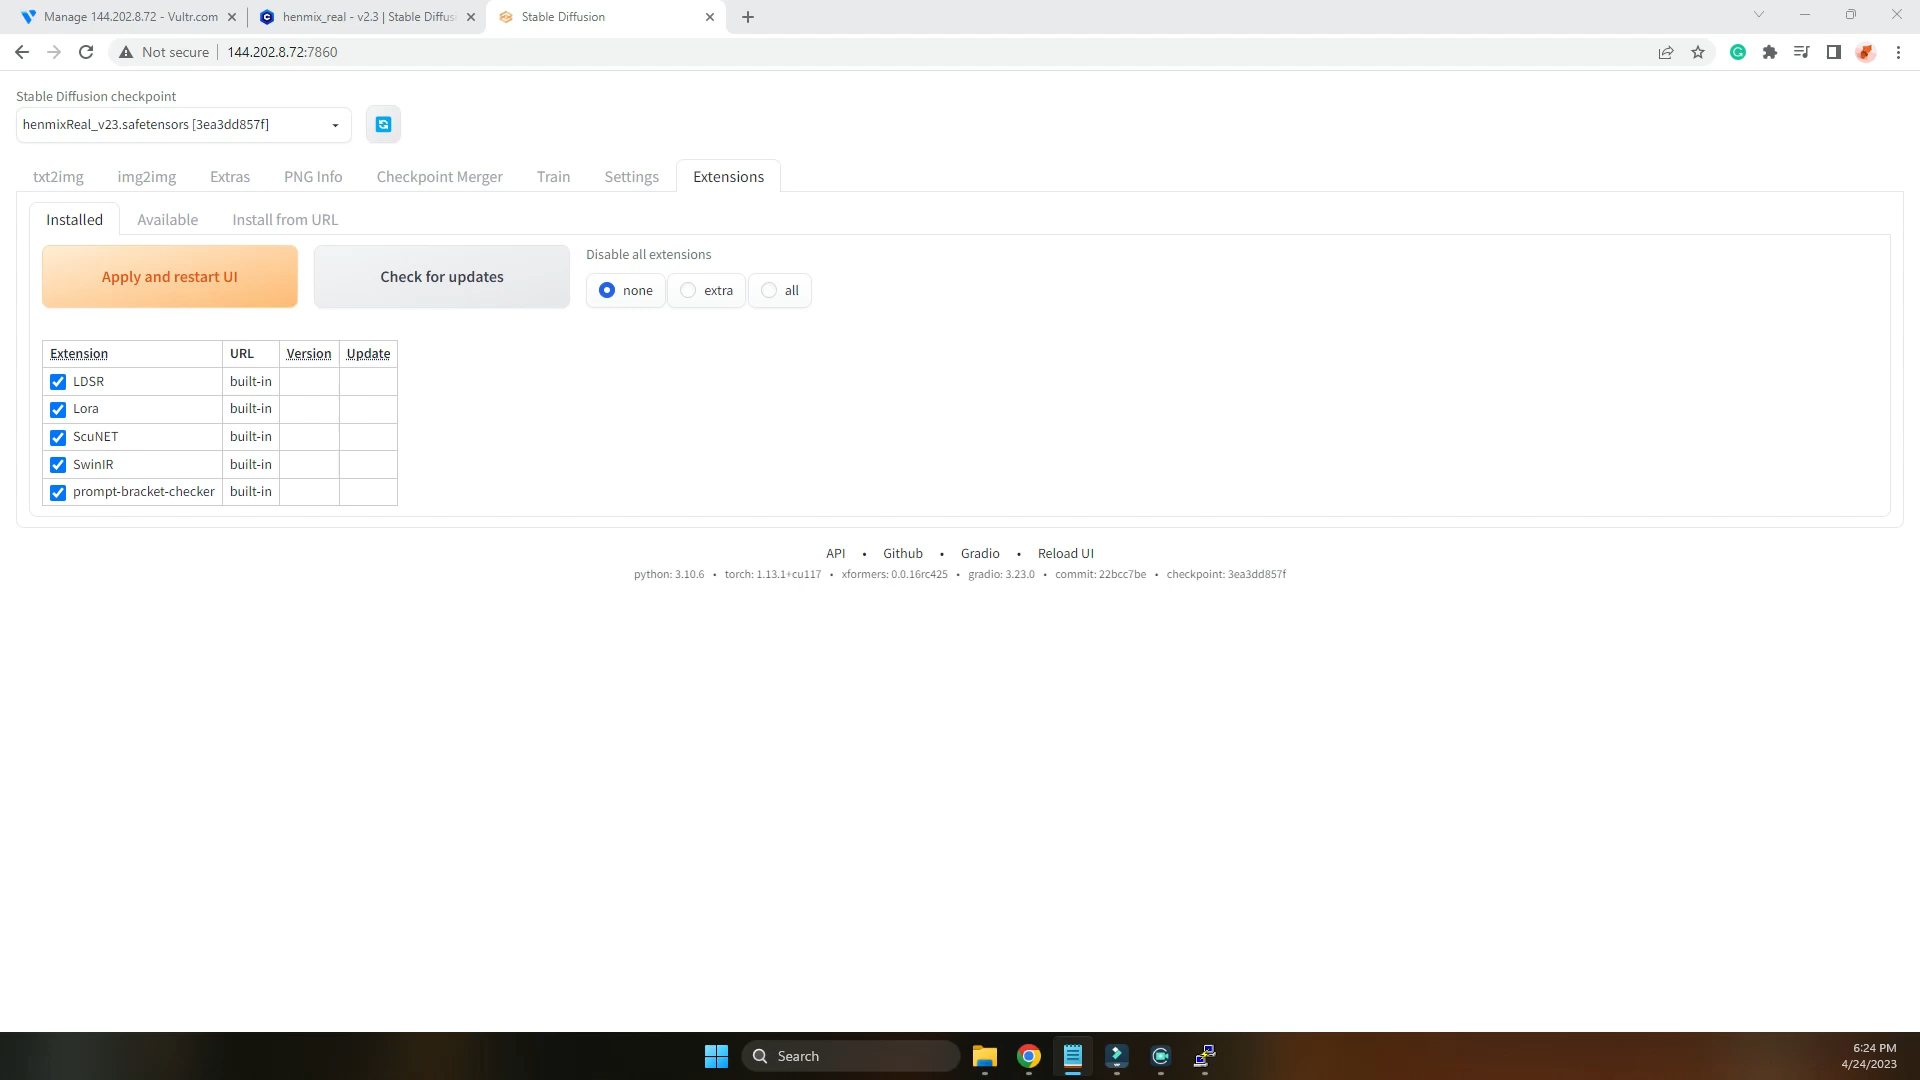 Manage 144.202.8.72 - Vultr.com
henmix_real - v2.3 | Stable Diffusi
Stable Diffusion
Not secure
144.202.8.72:7860
Stable Diffusion checkpoint
henmixReal_v23.safetensors [3ea3dd857f]
txt2img img2img Extras PNG Info Checkpoint Merger Train Settings Extensions
Installed Available Install from URL
Apply and restart UI
Check for updates
Disable all extensions
none extra all
Extension URL Version Update
LDSR built-in
Lora built-in
ScuNET built-in
SwinIR built-in
prompt-bracket-checker built-in
API • Github • Gradio • Reload UI
python: 3.10.6 • torch: 1.13.1+cu117 • xformers: 0.0.16rc425 • gradio: 3.23.0 • commit: 22bcc7be • checkpoint: 3ea3dd857f
Search
6:24 PM
4/24/2023